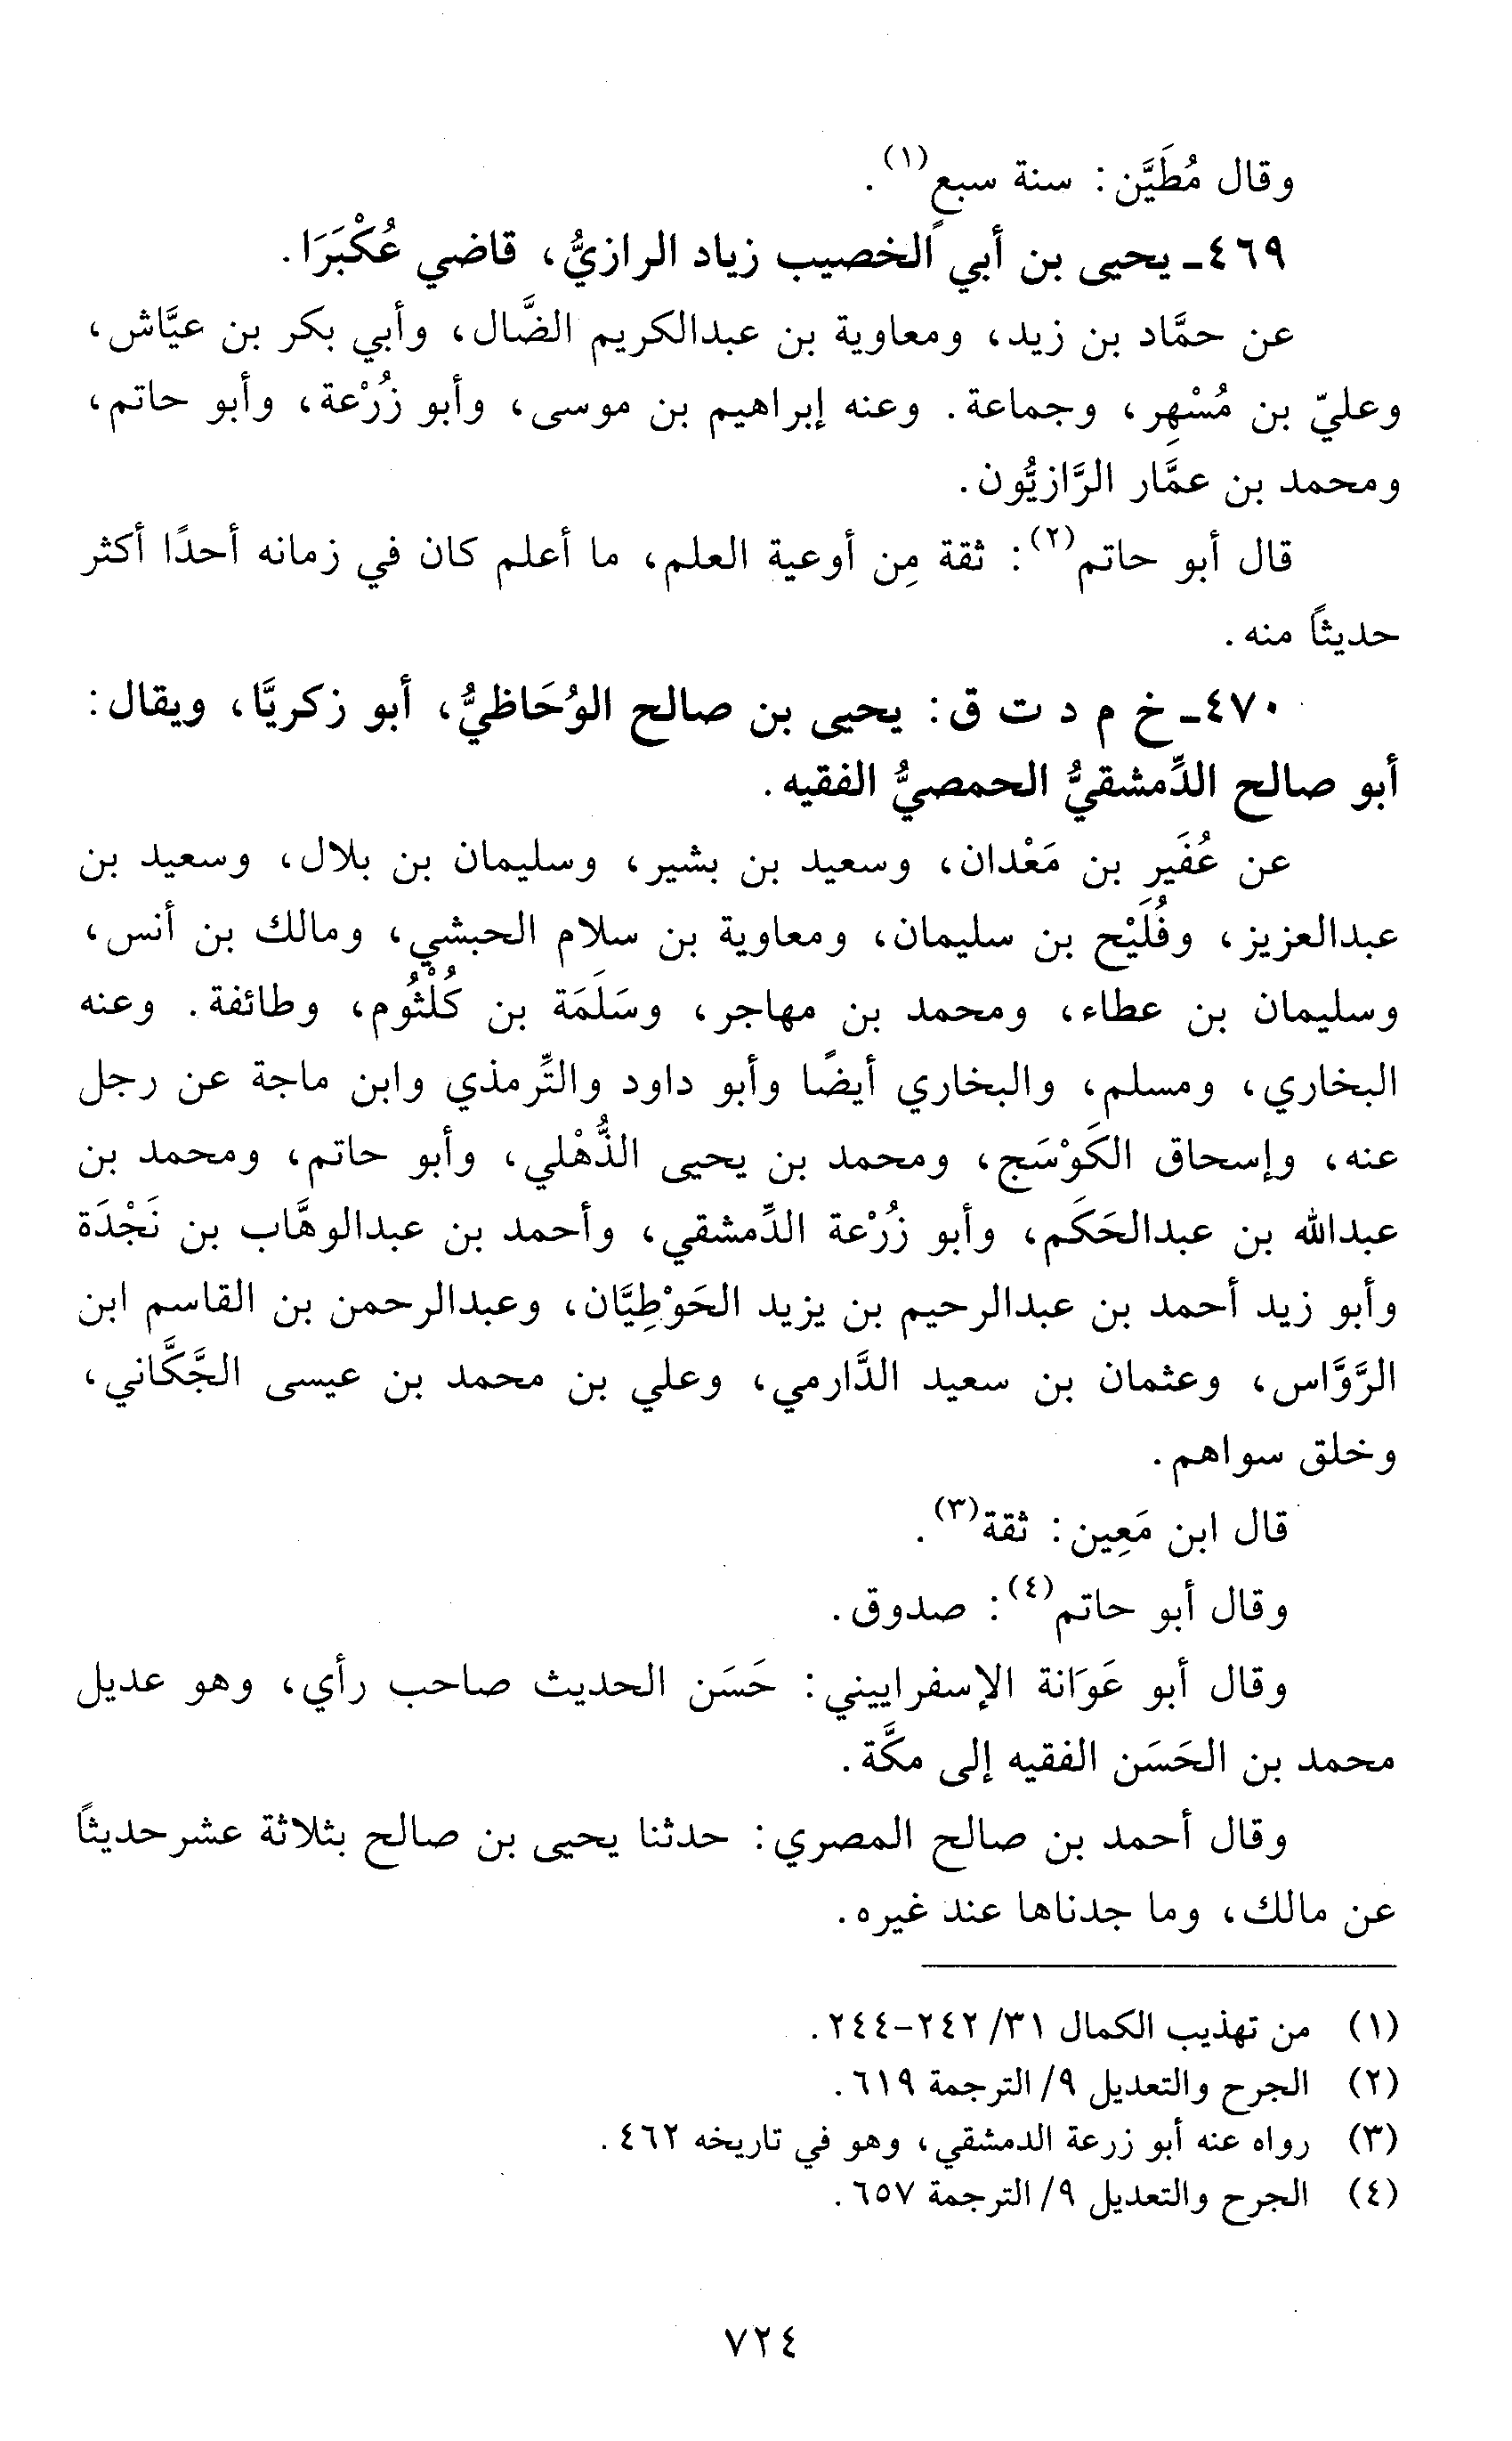 وقال مُطَيَّن: سنة سبع(١).
٤٦٩ـ يحيى بن أبي الخصيب زياد الرازيُّ، قاضي عُكْبَرَا.
عن حمَّاد بن زيد، ومعاوية بن عبدالكريم الضَّال، وأبي بكر بن عيَّاش،
وعليّ بن مُسْهِر، وجماعة. وعنه إبراهيم بن موسى، وأبو زُرْعة، وأبو حاتم،
ومحمد بن عمَّار الرَّازيُّون.
قال أبو حاتم(٢): ثقة مِن أوعية العلم، ما أعلم كان في زمانه أحدًا أكثر
حديثاً منه.
٤٧٠ـ خ م د ت ق: يحيى بن صالح الوُحَاظيُّ، أبو زكريَّا، ويقال:
أبو صالح الدِّمشقيُّ الحمصيُّ الفقيه.
عن عُفَيرِ بن مَعْدان، وسعيد بن بشير، وسليمان بن بلال، وسعيد بن
عبدالعزيز، وفُلَيْح بن سليمان، ومعاوية بن سلام الحبشي، ومالك بن أنس،
وسليمان بن عطاء، ومحمد بن مهاجر، وسَلَمَة بن كُلْثُوم، وطائفة. وعنه
البخاري، ومسلم، والبخاري أيضًا وأبو داود والتِّرمذي وابن ماجة عن رجل
عنه، وإسحاق الكَوْسَج، ومحمد بن يحيى الذُّهْلي، وأبو حاتم، ومحمد بن
عبدالله بن عبدالحَكَم، وأبو زُرْعة الدِّمشقي، وأحمد بن عبدالوهَّاب بن نَجْدَة
وأبو زيد أحمد بن عبدالرحيم بن يزيد الحَوْطِيَّان، وعبدالرحمن بن القاسم ابن
الرَّوَّاس، وعثمان بن سعيد الدَّارمي، وعلي بن محمد بن عيسى الجَّكَّاني،
وخلق سواهم.
قال ابن مَعِين: ثقة(٣).
وقال أبو حاتم(٤): صدوق.
وقال أبو عَوَانة الإسفراييني: حَسَن الحديث صاحب رأي، وهو عديل
محمد بن الحَسَن الفقيه إلى مكَّة.
وقال أحمد بن صالح المصري: حدثنا يحيى بن صالح بثلاثة عشرحديثاً
عن مالك، وما جدناها عند غيره.
(١) من تهذيب الكمال ٣١/ ٢٤٢-٢٤٤.
(٢) الجرح والتعديل ٩/ الترجمة ٦١٩.
(٣) رواه عنه أبو زرعة الدمشقي، وهو في تاريخه ٤٦٢.
(٤) الجرح والتعديل ٩/ الترجمة ٦٥٧.
٧٢٤